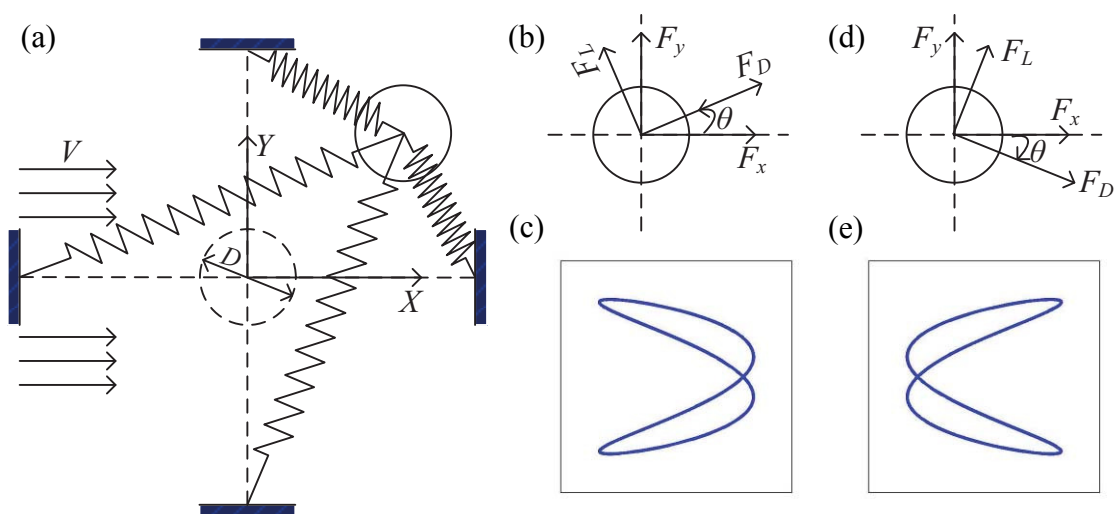 (a)
V
Y
D
X
(b)
F_L
F_y
F_D
θ
F_x
(d)
F_y
F_L
F_x
θ
F_D
(c)
(e)